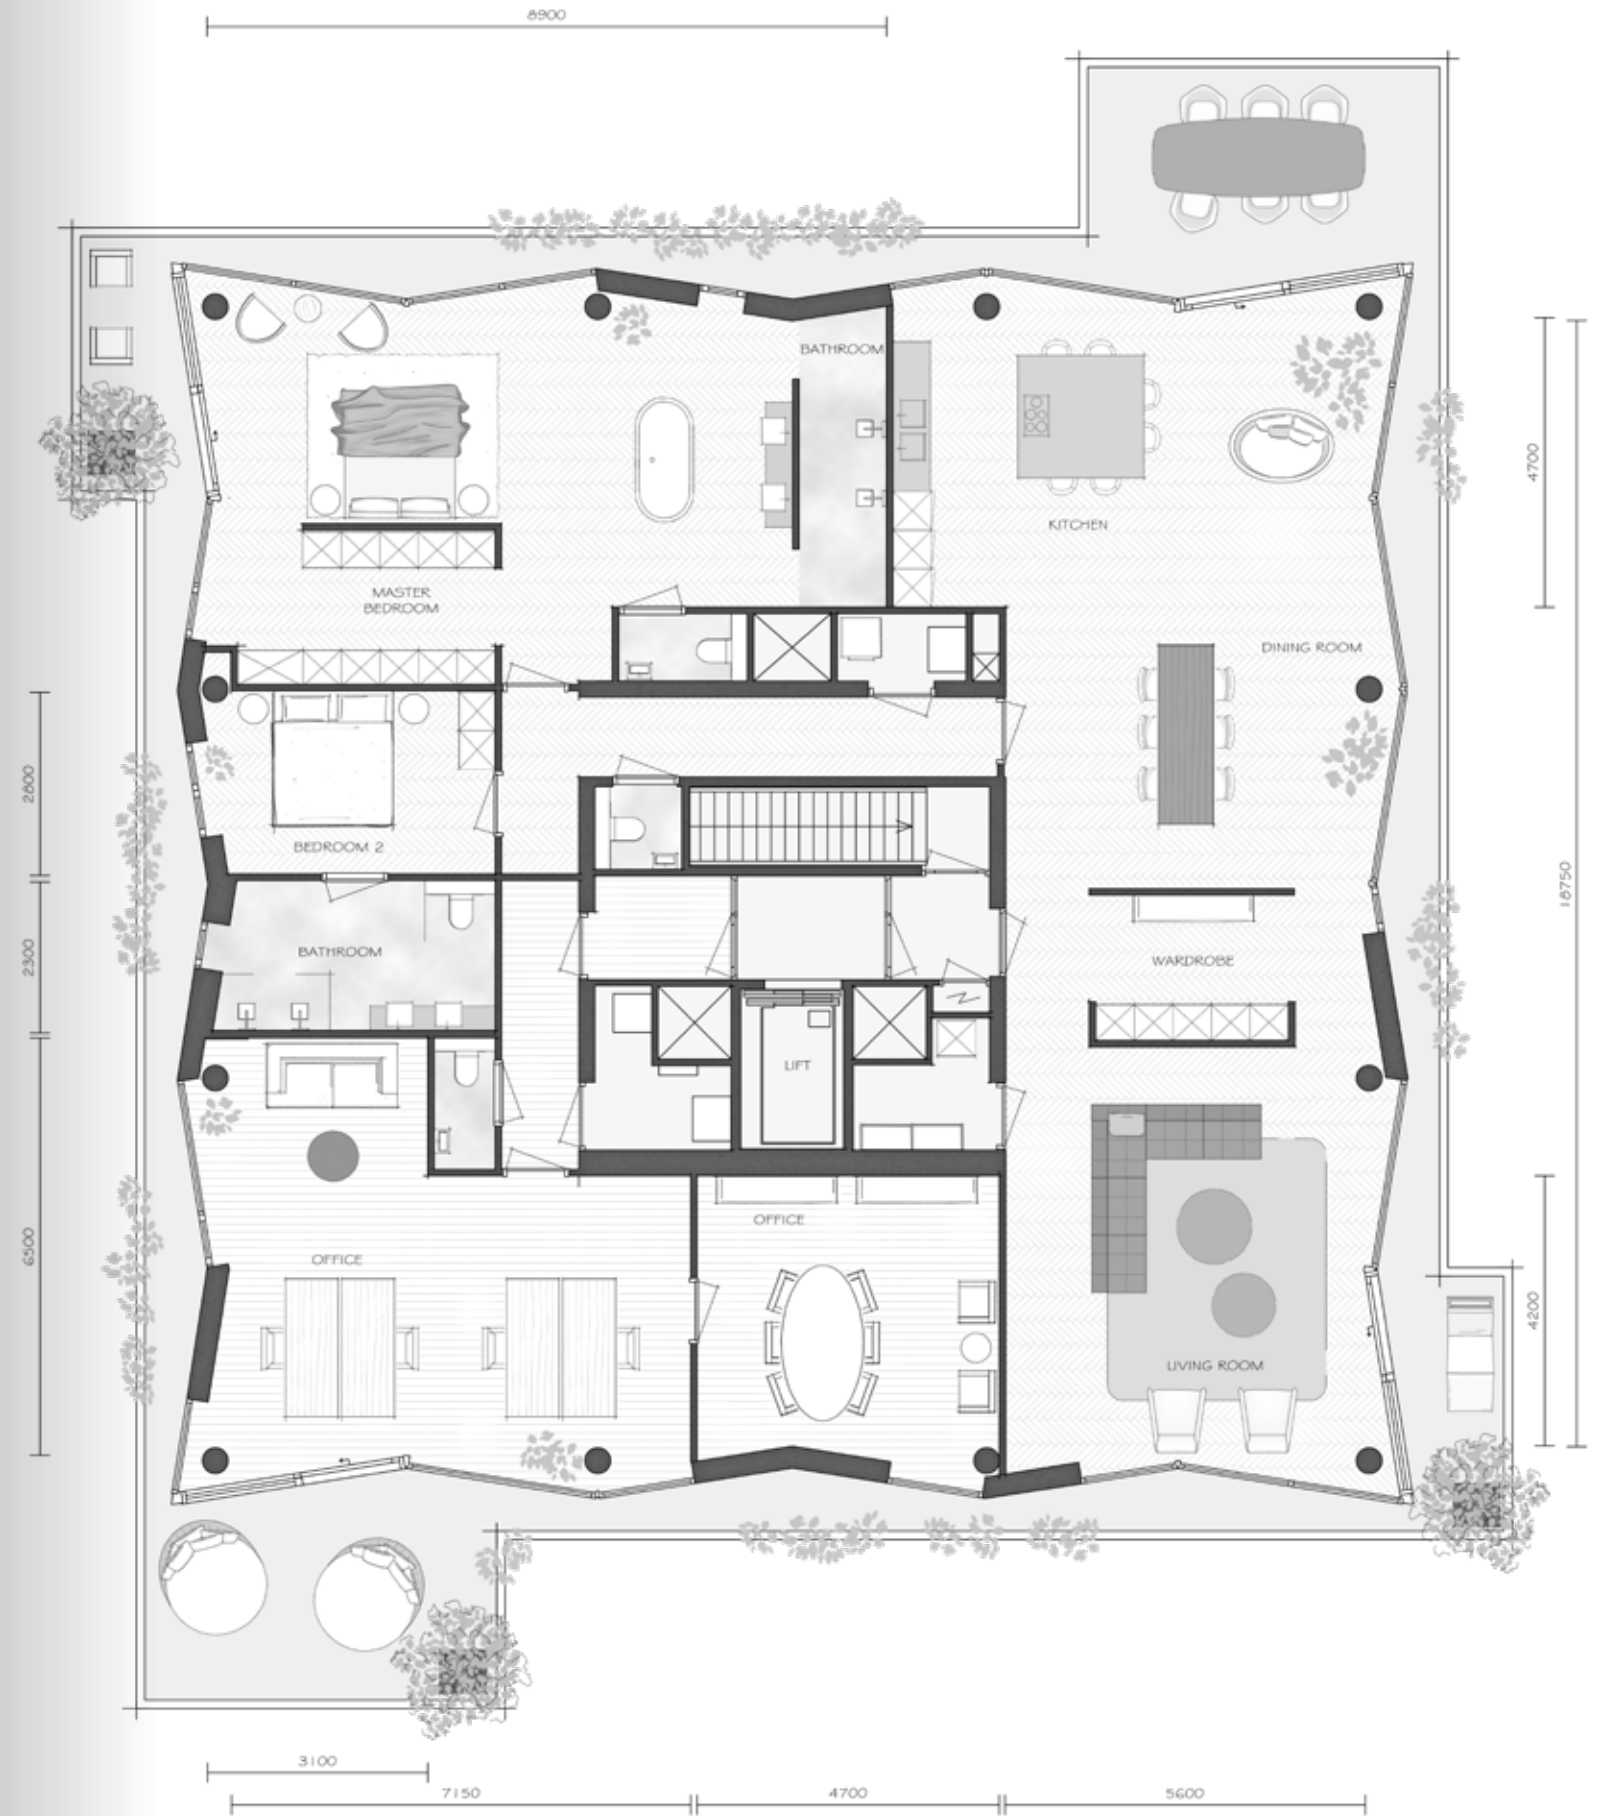 8900
BATHROOM
4700
KITCHEN
MASTER
BEDROOM
DINING ROOM
2800
BEDROOM 2
18750
2300
BATHROOM
WARDROBE
LIFT
OFFICE
6500
OFFICE
4200
LIVING ROOM
3100
7150
4700
5600